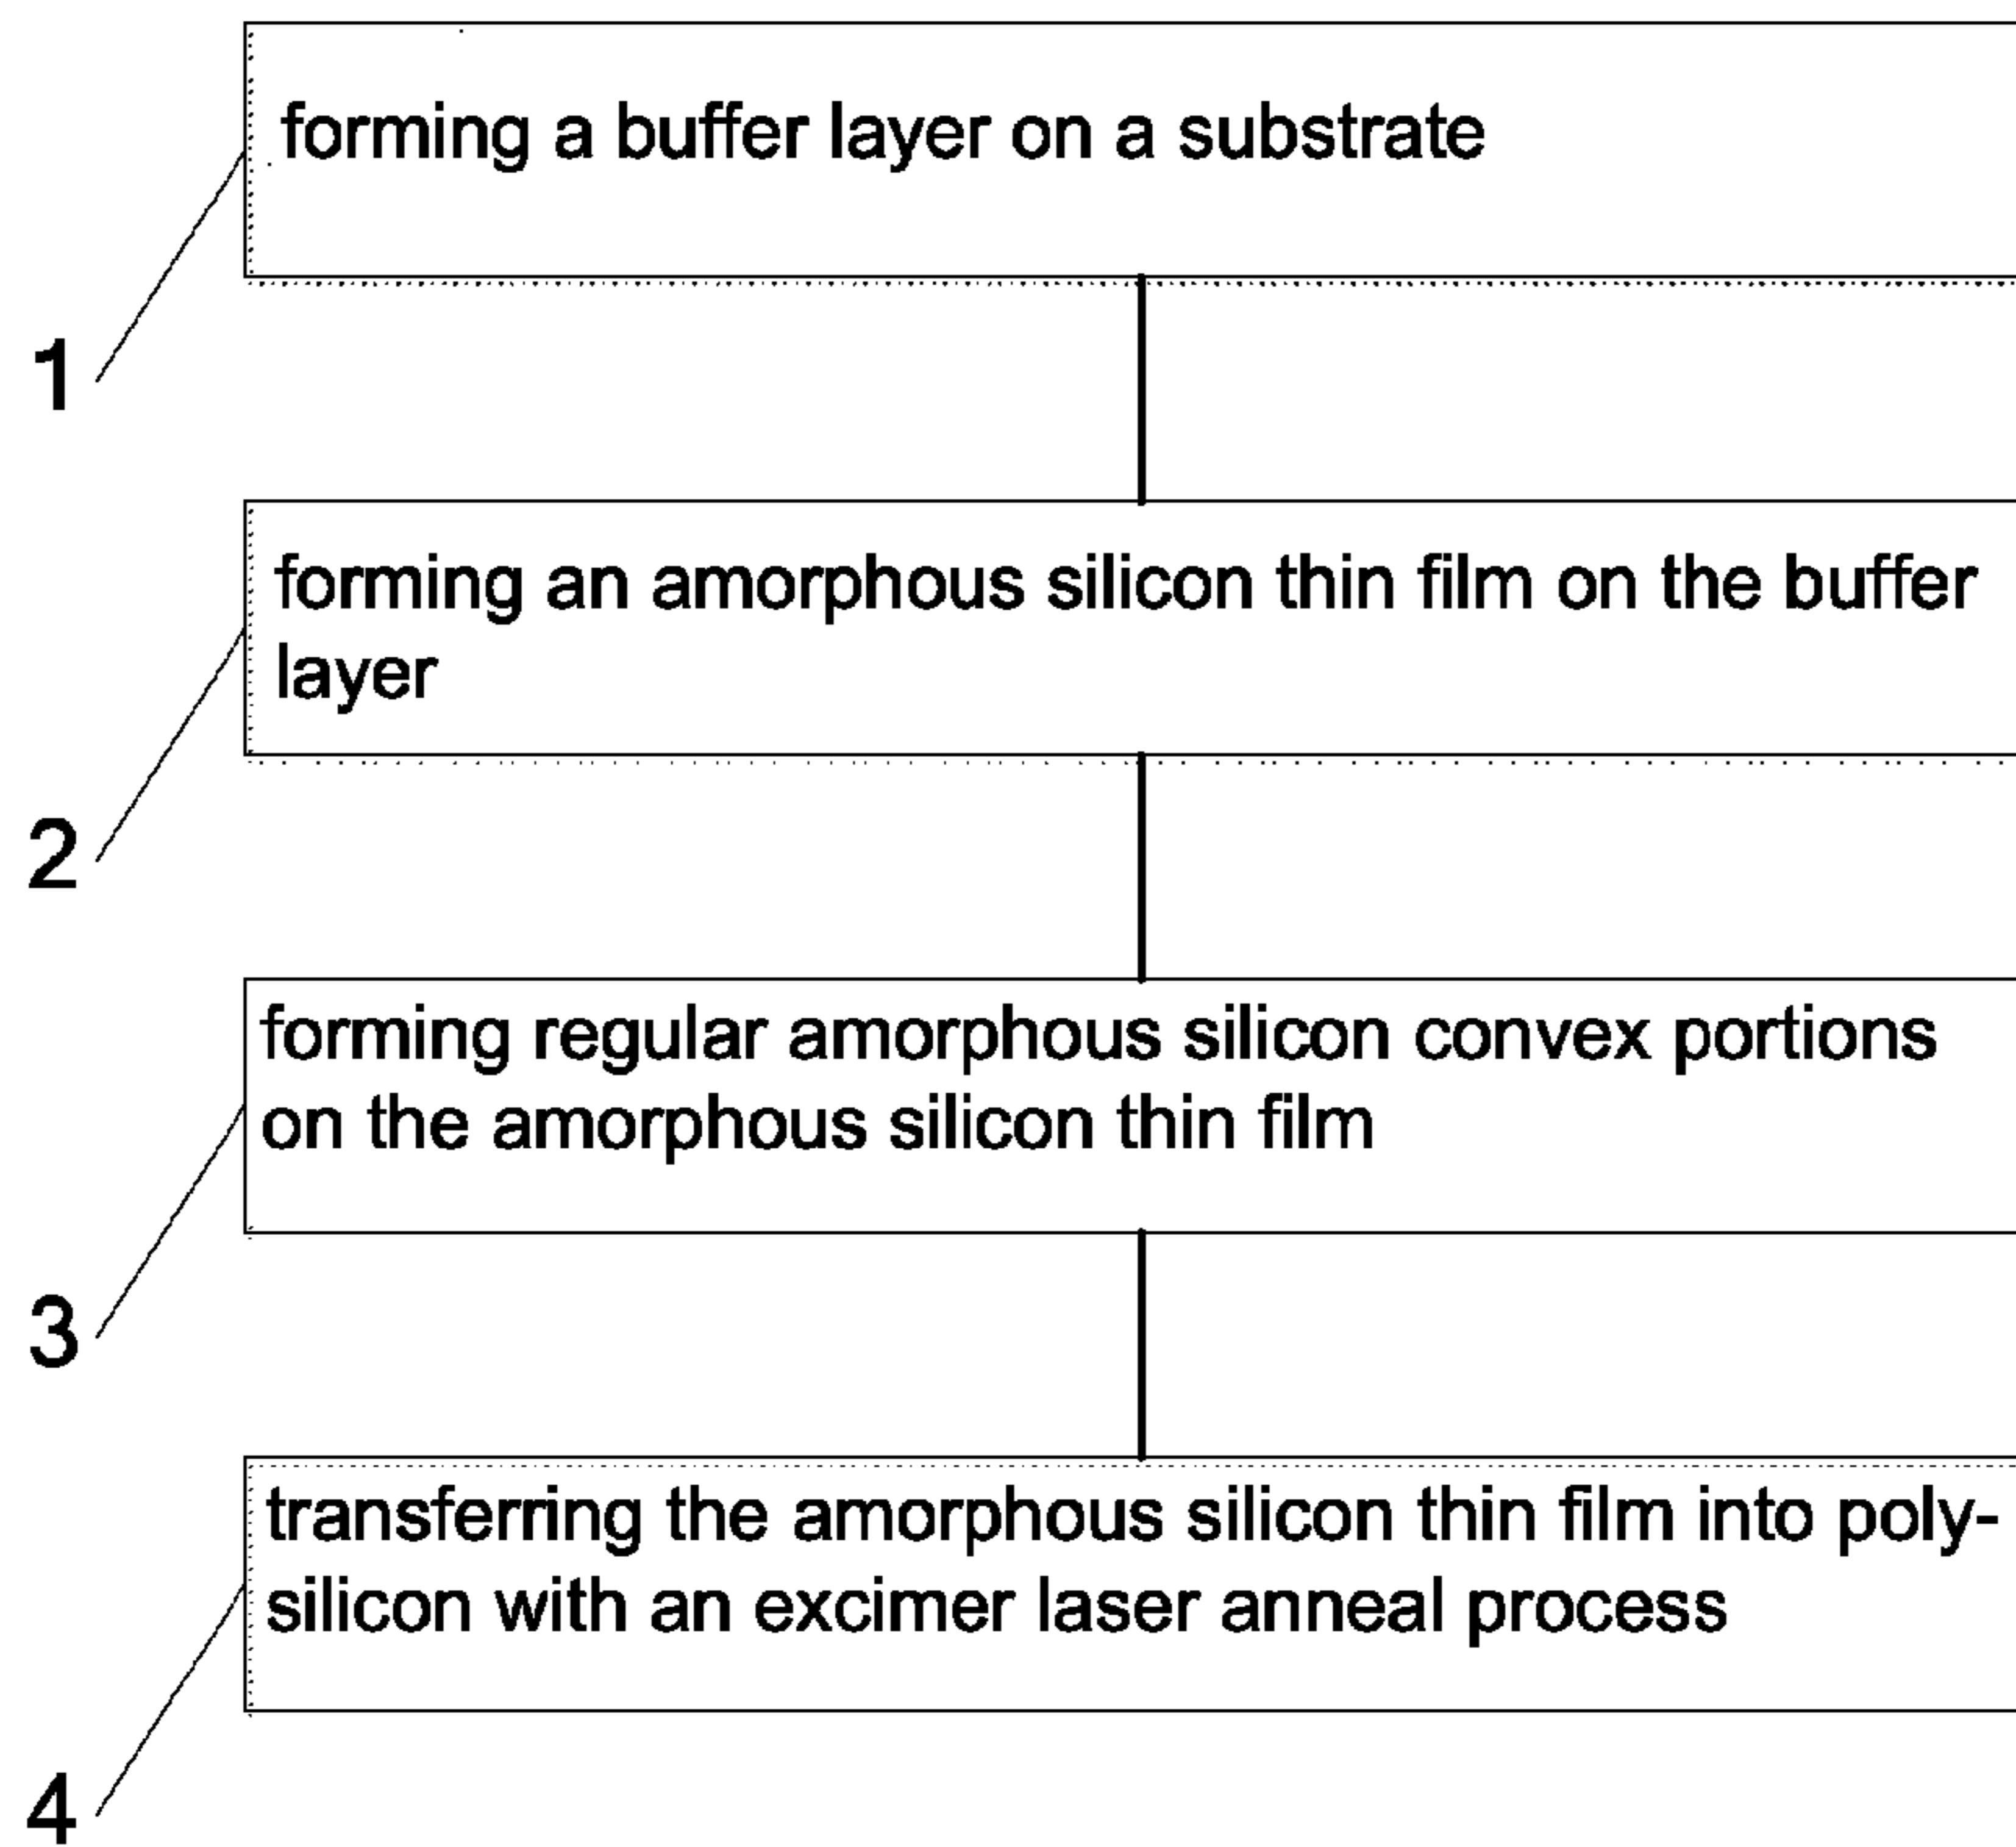 forming a buffer layer on a substrate
1
forming an amorphous silicon thin film on the buffer
layer
2
forming regular amorphous silicon convex portions
on the amorphous silicon thin film
3
transferring the amorphous silicon thin film into poly-
silicon with an excimer laser anneal process
4